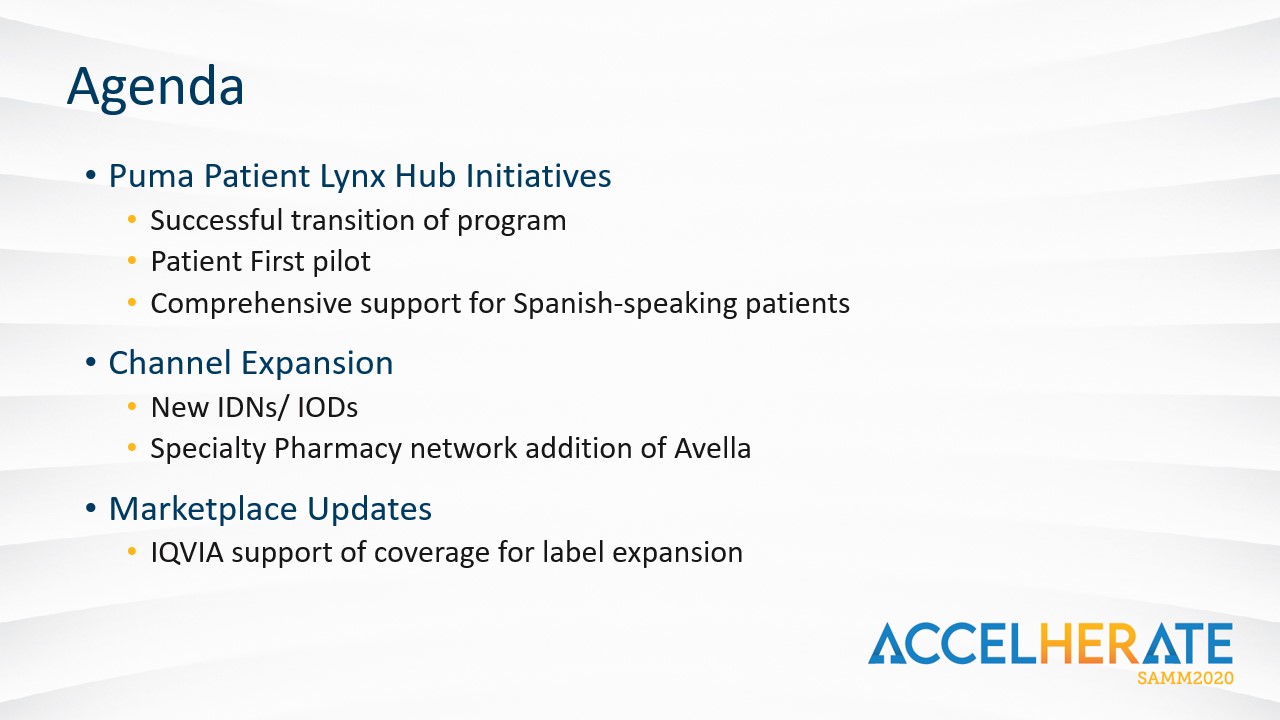 Agenda
• Puma Patient Lynx Hub Initiatives
• Successful transition of program
• Patient First pilot
• Comprehensive support for Spanish-speaking patients
• Channel Expansion
• New IDNs/ IODs
• Specialty Pharmacy network addition of Avella
• Marketplace Updates
• IQVIA support of coverage for label expansion
ACCELHERATE
SAMM2020